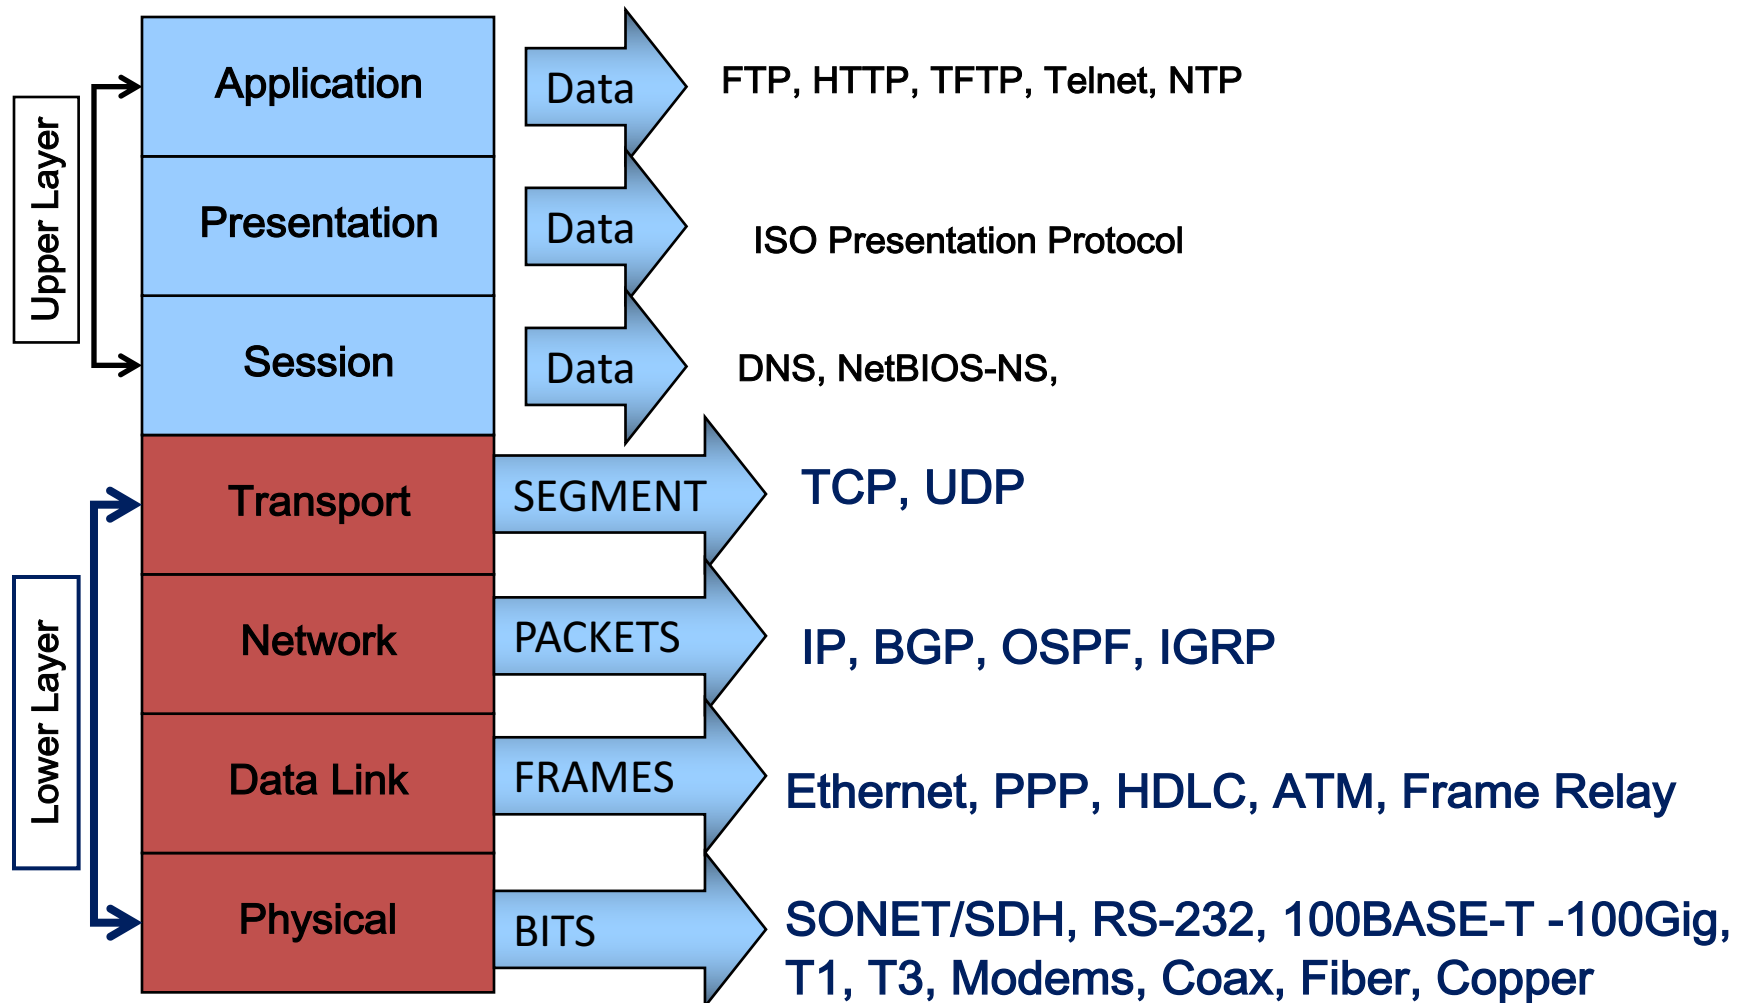 Upper Layer
Application
Data
FTP, HTTP, TFTP, Telnet, NTP
Presentation
Data
ISO Presentation Protocol
Session
Data
DNS, NetBIOS-NS,
Lower Layer
Transport
SEGMENT
TCP, UDP
Network
PACKETS
IP, BGP, OSPF, IGRP
Data Link
FRAMES
Ethernet, PPP, HDLC, ATM, Frame Relay
Physical
BITS
SONET/SDH, RS-232, 100BASE-T -100Gig,
T1, T3, Modems, Coax, Fiber, Copper